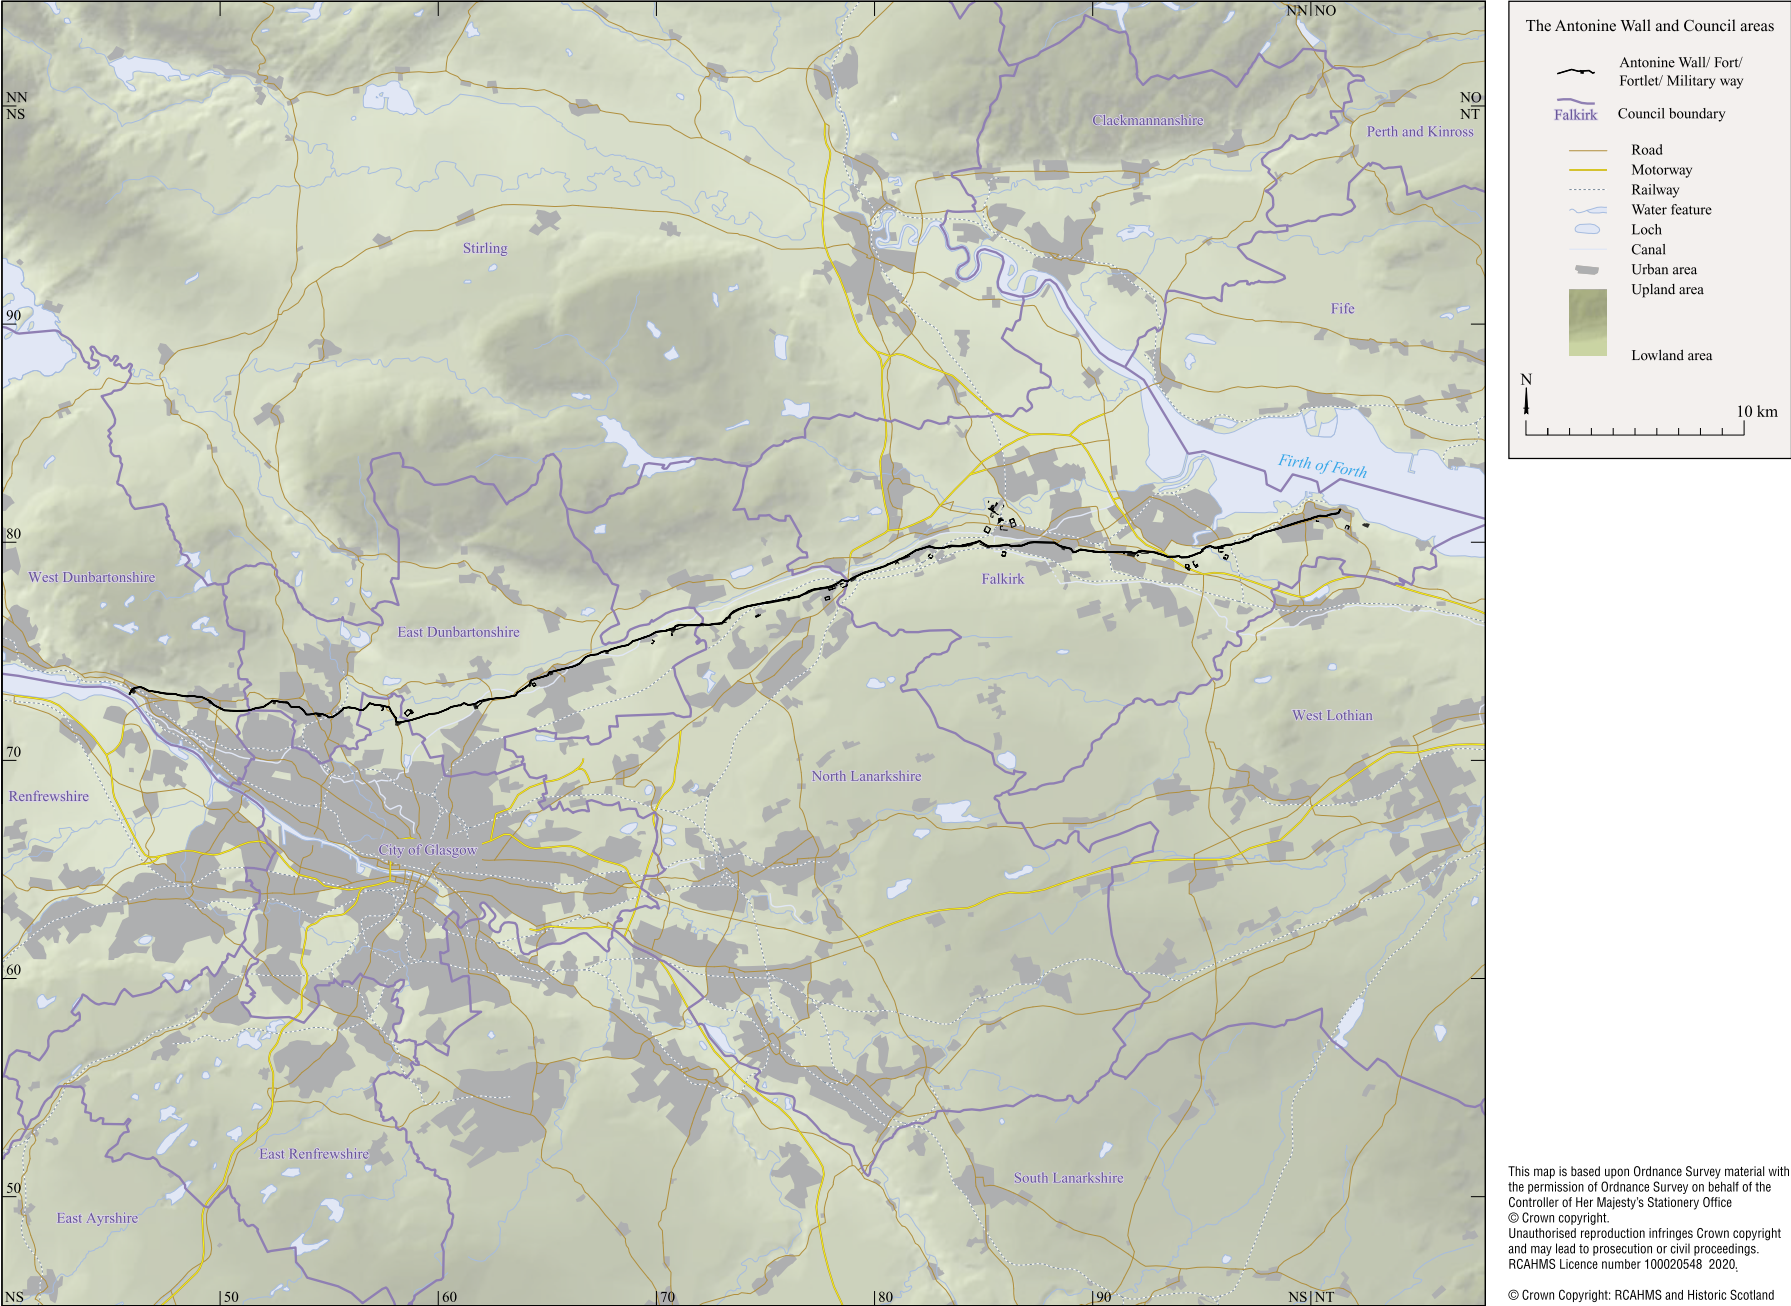 NN NO
NN
NS
NO
NT
Clackmannanshire
Perth and Kinross
Stirling
Fife
90
Firth of Forth
80
West Dunbartonshire
Falkirk
East Dunbartonshire
West Lothian
70
North Lanarkshire
Renfrewshire
City of Glasgow
60
East Renfrewshire
South Lanarkshire
50
East Ayrshire
NS
50
60
70
80
90
NS NT
The Antonine Wall and Council areas
Antonine Wall/ Fort/
Fortlet/ Military way
Falkirk Council boundary
Road
Motorway
Railway
Water feature
Loch
Canal
Urban area
Upland area
Lowland area
N
10 km
This map is based upon Ordnance Survey material with
the permission of Ordnance Survey on behalf of the
Controller of Her Majesty's Stationery Office
© Crown copyright.
Unauthorised reproduction infringes Crown copyright
and may lead to prosecution or civil proceedings.
RCAHMS Licence number 100020548 2020.
© Crown Copyright: RCAHMS and Historic Scotland